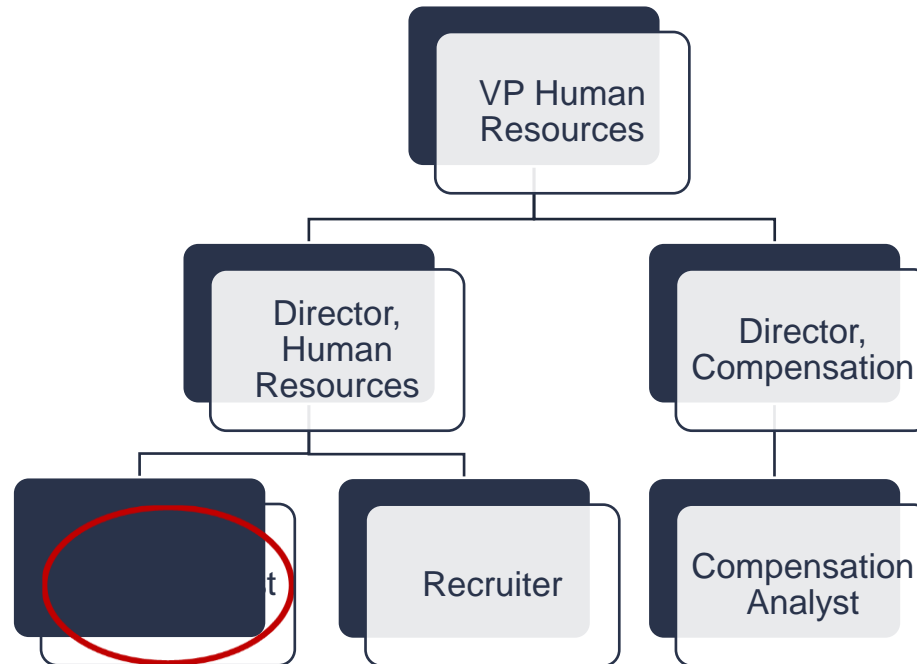 VP Human
Resources
Director,
Human
Resources
Director,
Compensation
Recruiter
Compensation
Analyst